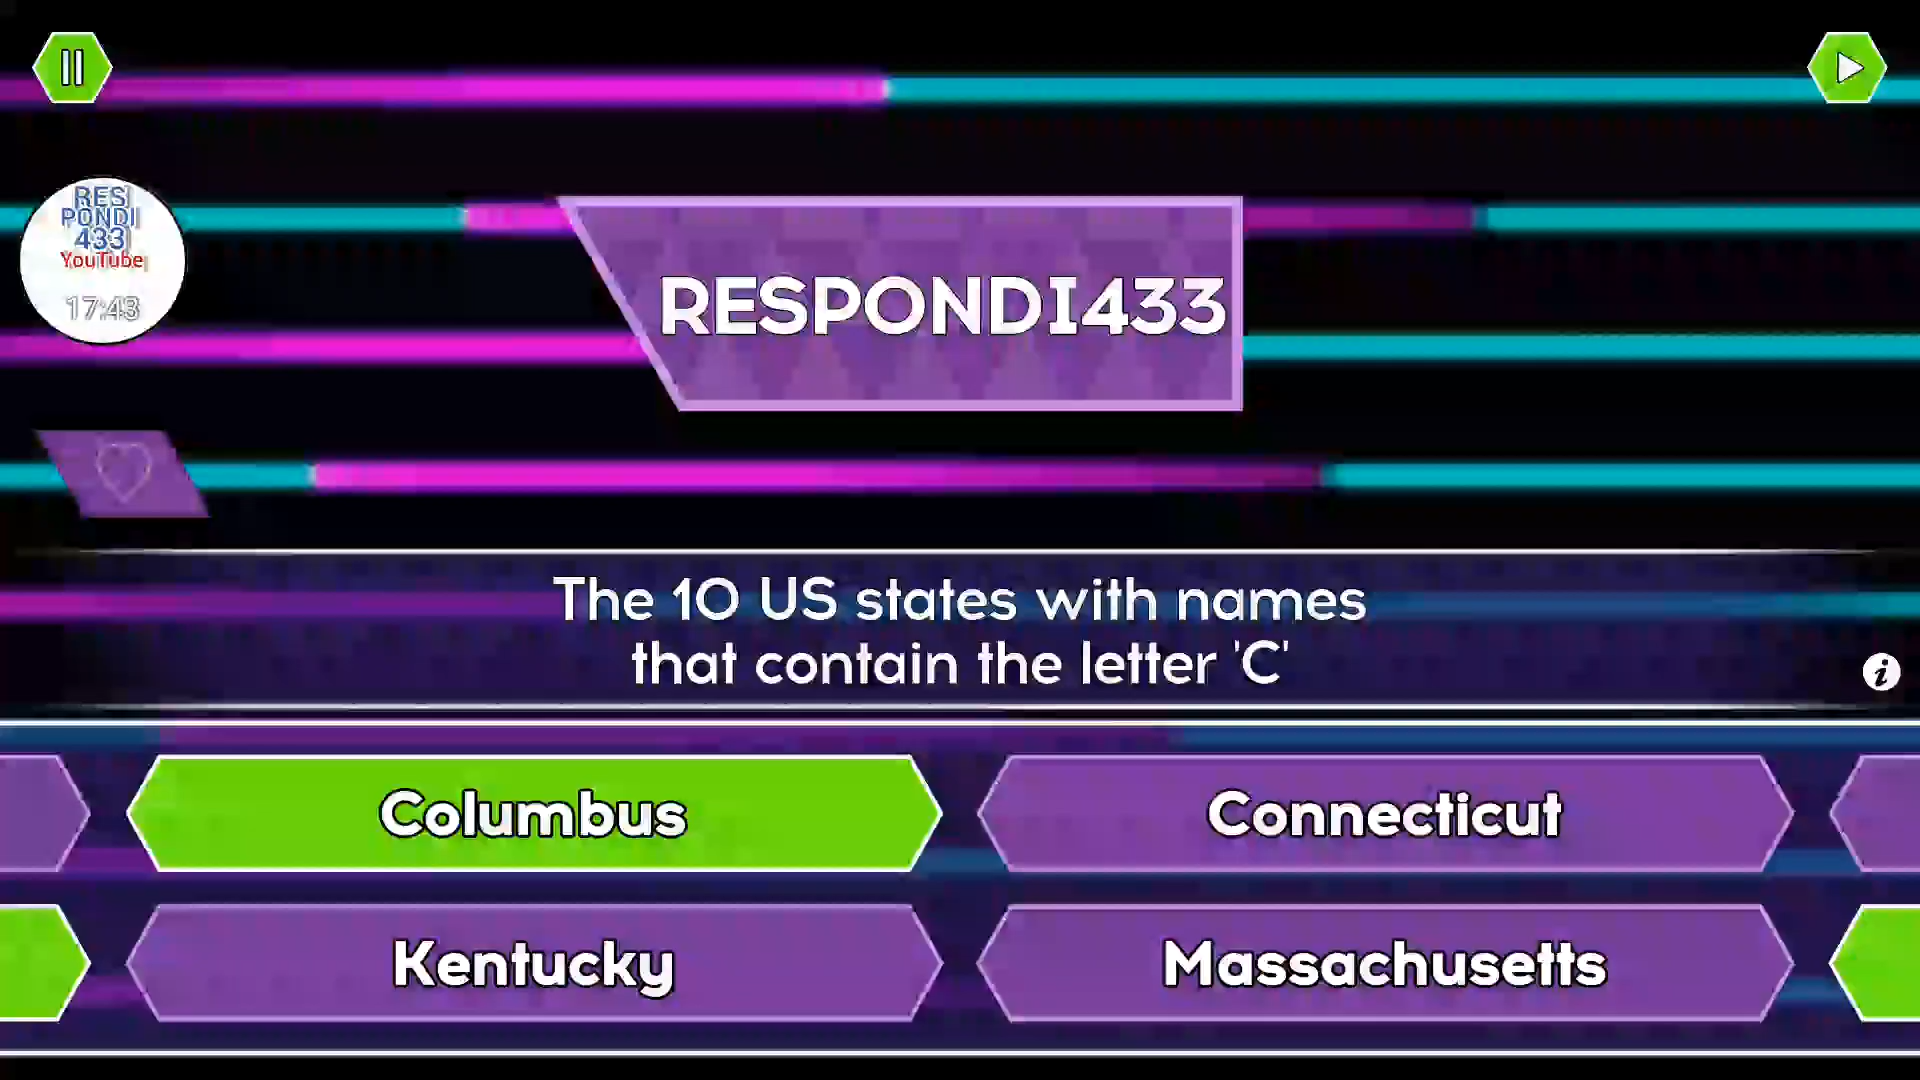 RES
PONDI
433
YouTube
17:43
RESPONDI433
The 10 US states with names
that contain the letter 'C'
i
Columbus
Connecticut
Kentucky
Massachusetts